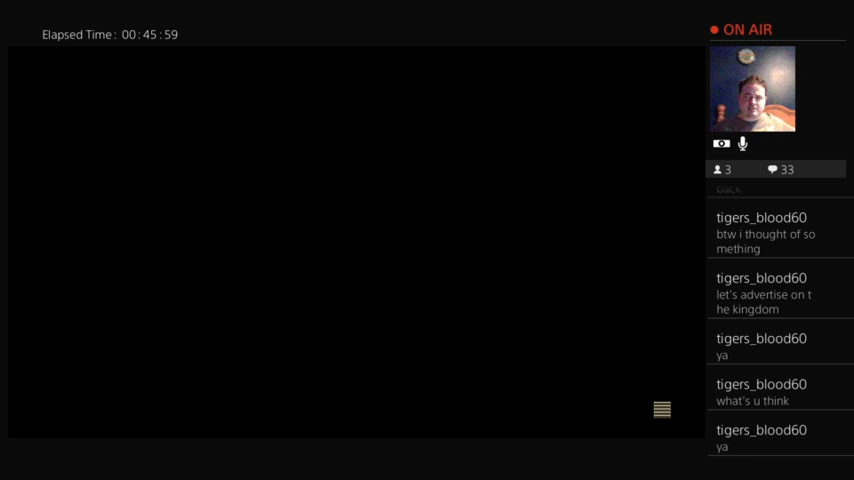 Elapsed Time: 00:45:59
ON AIR
3 33
back
tigers_blood60
btw i thought of so
mething
tigers_blood60
let's advertise on t
he kingdom
tigers_blood60
ya
tigers_blood60
what's u think
tigers_blood60
ya